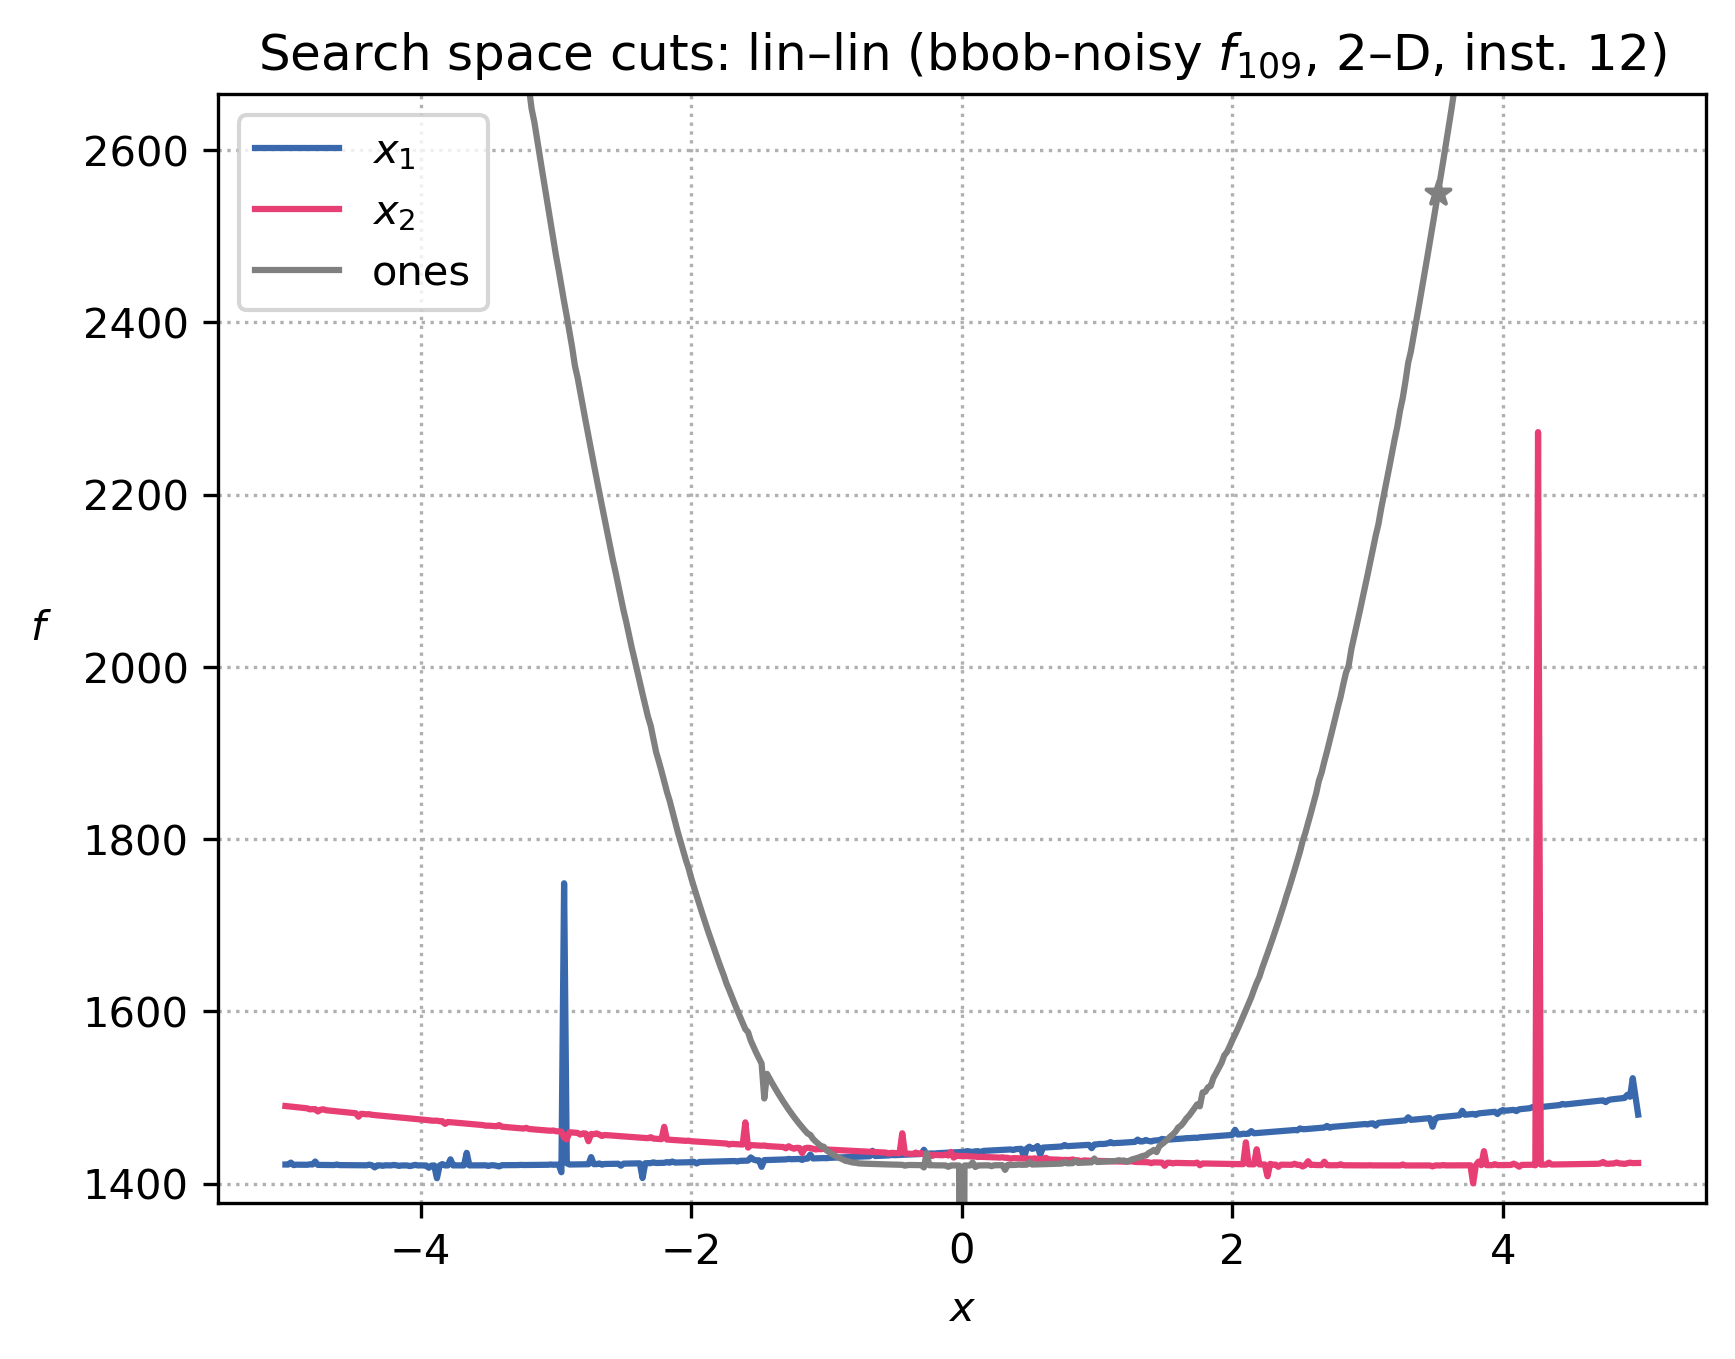 Search space cuts: lin–lin (bbob-noisy f₁₀₉, 2–D, inst. 12)
x₁
x₂
ones
2600
2400
2200
2000
1800
1600
1400
f
−4
−2
0
2
4
x